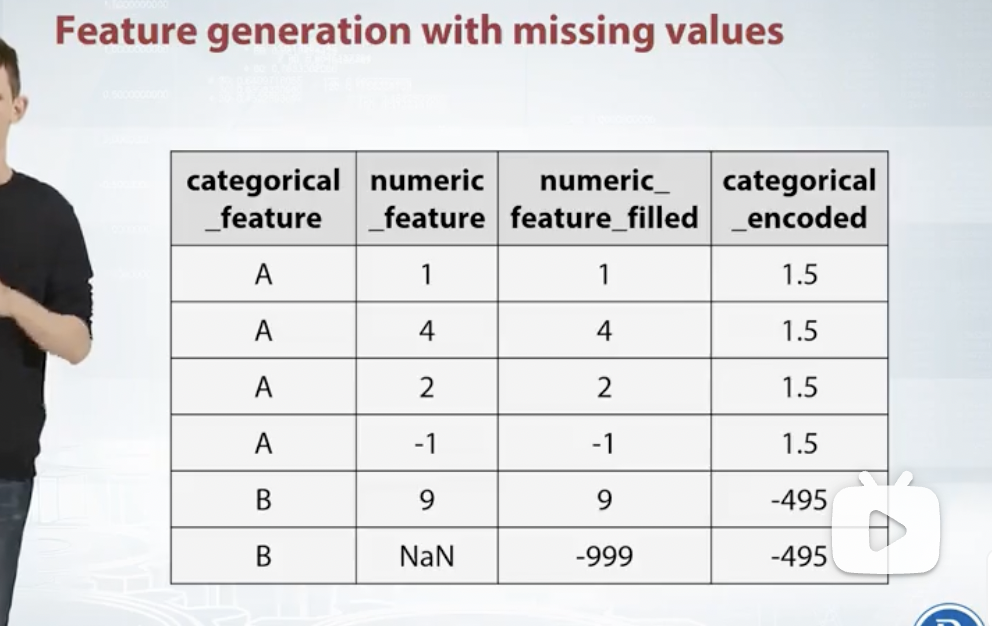 Feature generation with missing values
categorical numeric numeric_ categorical
_feature _feature feature_filled _encoded
A 1 1 1.5
A 4 4 1.5
A 2 2 1.5
A -1 -1 1.5
B 9 9 -495
B NaN -999 -495